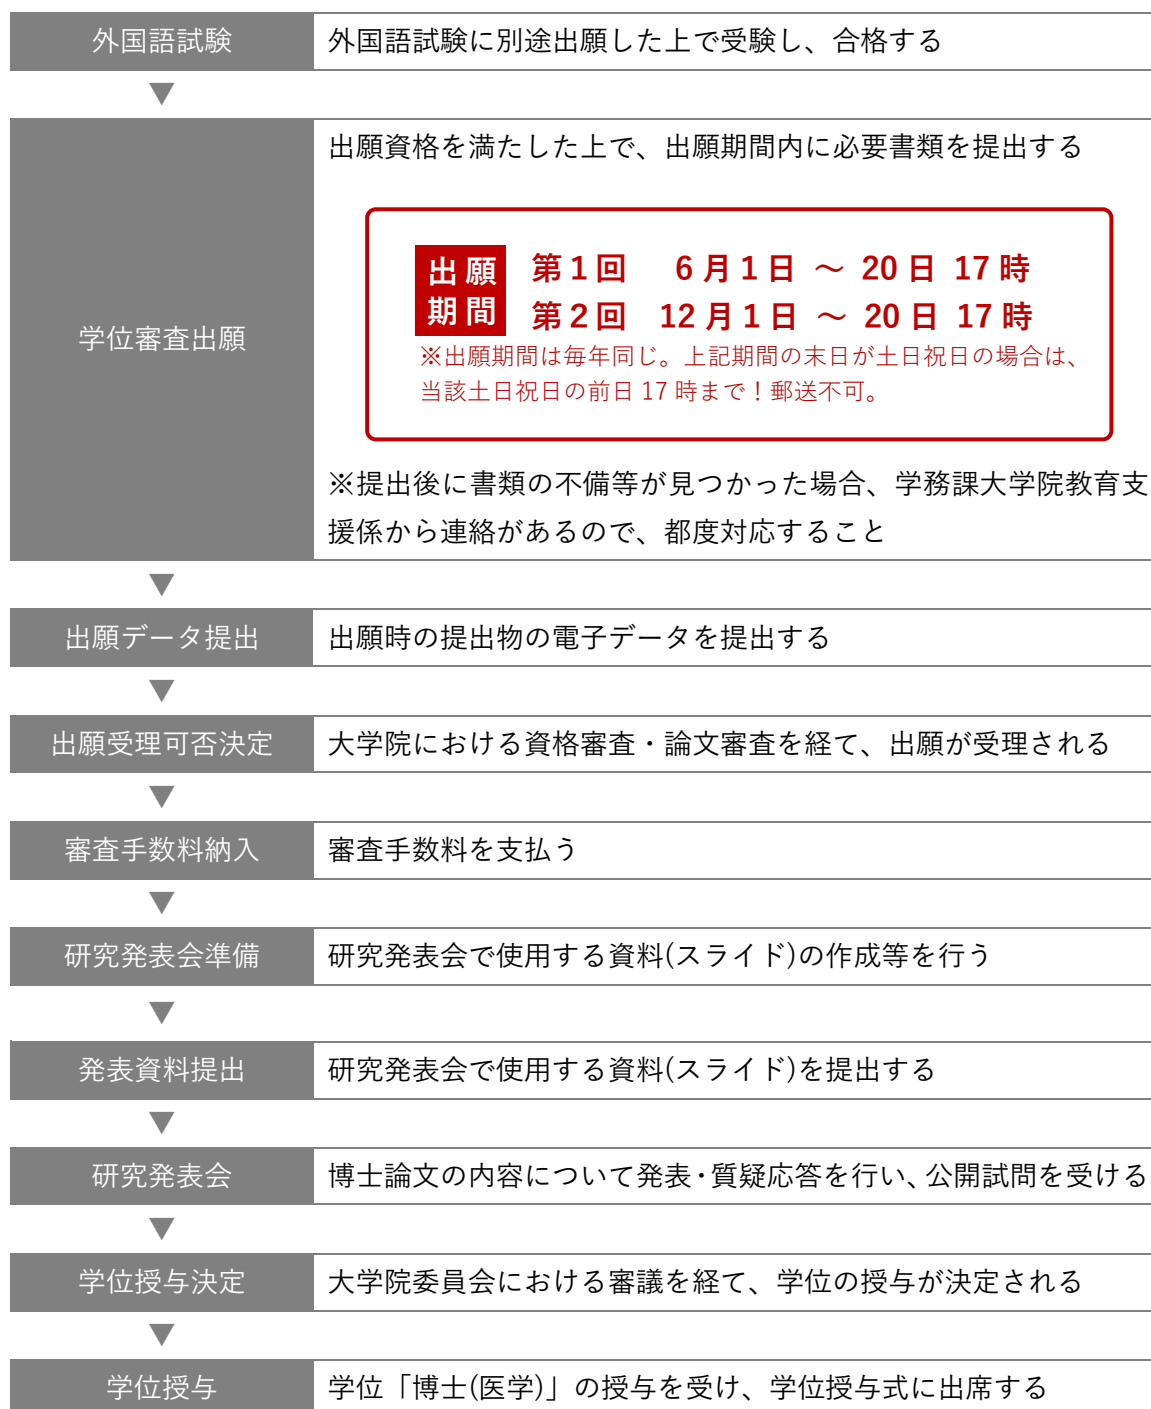 外国語試験 外国語試験に別途出願した上で受験し、合格する
▼
出願資格を満たした上で、出願期間内に必要書類を提出する
出願期間
第1回 6月1日 ～ 20日 17時
第2回 12月1日 ～ 20日 17時
※出願期間は毎年同じ。上記期間の末日が土日祝日の場合は、
当該土日祝日の前日 17 時まで！郵送不可。
学位審査出願
※提出後に書類の不備等が見つかった場合、学務課大学院教育支
援係から連絡があるので、都度対応すること
▼
出願データ提出 出願時の提出物の電子データを提出する
▼
出願受理可否決定 大学院における資格審査・論文審査を経て、出願が受理される
▼
審査手数料納入 審査手数料を支払う
▼
研究発表会準備 研究発表会で使用する資料(スライド)の作成等を行う
▼
発表資料提出 研究発表会で使用する資料(スライド)を提出する
▼
研究発表会 博士論文の内容について発表・質疑応答を行い、公開試問を受ける
▼
学位授与決定 大学院委員会における審議を経て、学位の授与が決定される
▼
学位授与 学位「博士(医学)」の授与を受け、学位授与式に出席する